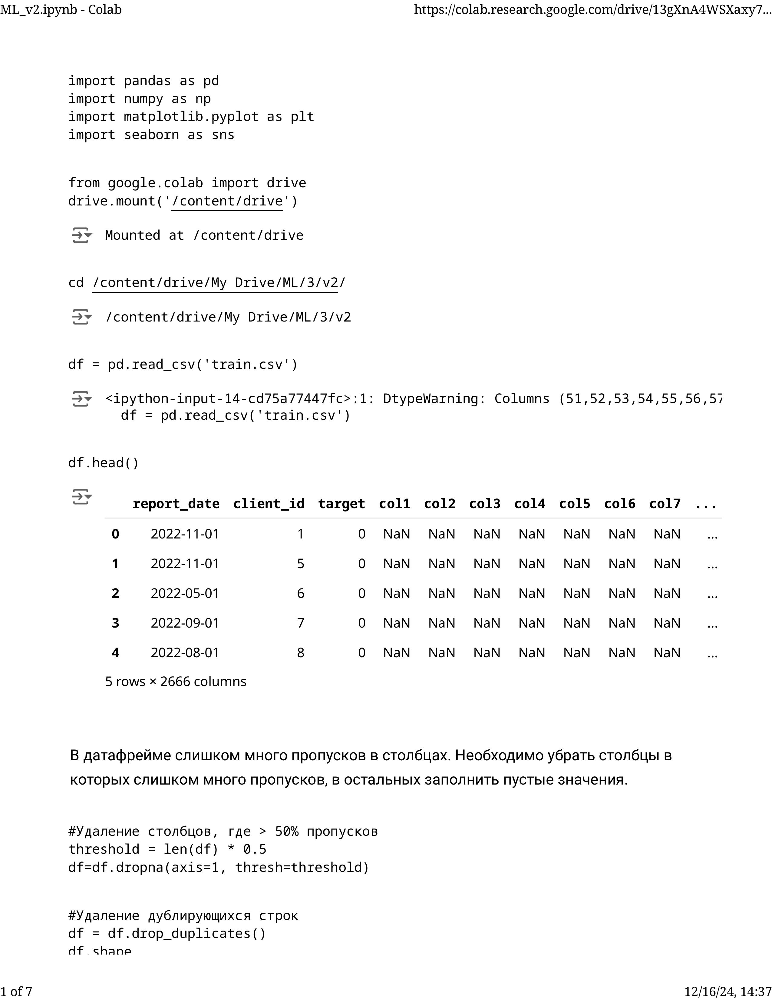 ML_v2.ipynb - Colab https://colab.research.google.com/drive/13gXnA4WSXaxy7...
import pandas as pd
import numpy as np
import matplotlib.pyplot as plt
import seaborn as sns
from google.colab import drive
drive.mount('/content/drive')
Mounted at /content/drive
cd /content/drive/My Drive/ML/3/v2/
/content/drive/My Drive/ML/3/v2
df = pd.read_csv('train.csv')
<ipython-input-14-cd75a77447fc>:1: DtypeWarning: Columns (51,52,53,54,55,56,57
df = pd.read_csv('train.csv')
df.head()
report_date client_id target col1 col2 col3 col4 col5 col6 col7 ...
0 2022-11-01 1 0 NaN NaN NaN NaN NaN NaN NaN ...
1 2022-11-01 5 0 NaN NaN NaN NaN NaN NaN NaN ...
2 2022-05-01 6 0 NaN NaN NaN NaN NaN NaN NaN ...
3 2022-09-01 7 0 NaN NaN NaN NaN NaN NaN NaN ...
4 2022-08-01 8 0 NaN NaN NaN NaN NaN NaN NaN ...
5 rows × 2666 columns
В датафрейме слишком много пропусков в столбцах. Необходимо убрать столбцы в
которых слишком много пропусков, в остальных заполнить пустые значения.
#Удаление столбцов, где > 50% пропусков
threshold = len(df) * 0.5
df=df.dropna(axis=1, thresh=threshold)
#Удаление дублирующихся строк
df = df.drop_duplicates()
df.shape
1 of 7 12/16/24, 14:37